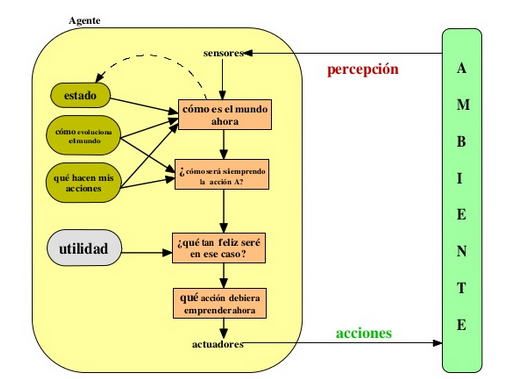 Agente
sensores
percepción
estado
cómo es el mundo
ahora
cómo evoluciona
el mundo
¿cómo será si emprendo
la acción A?
qué hacen mis
acciones
utilidad
¿qué tan feliz seré
en ese caso?
qué acción debiera
emprender ahora
actuadores
acciones
A
M
B
I
E
N
T
E